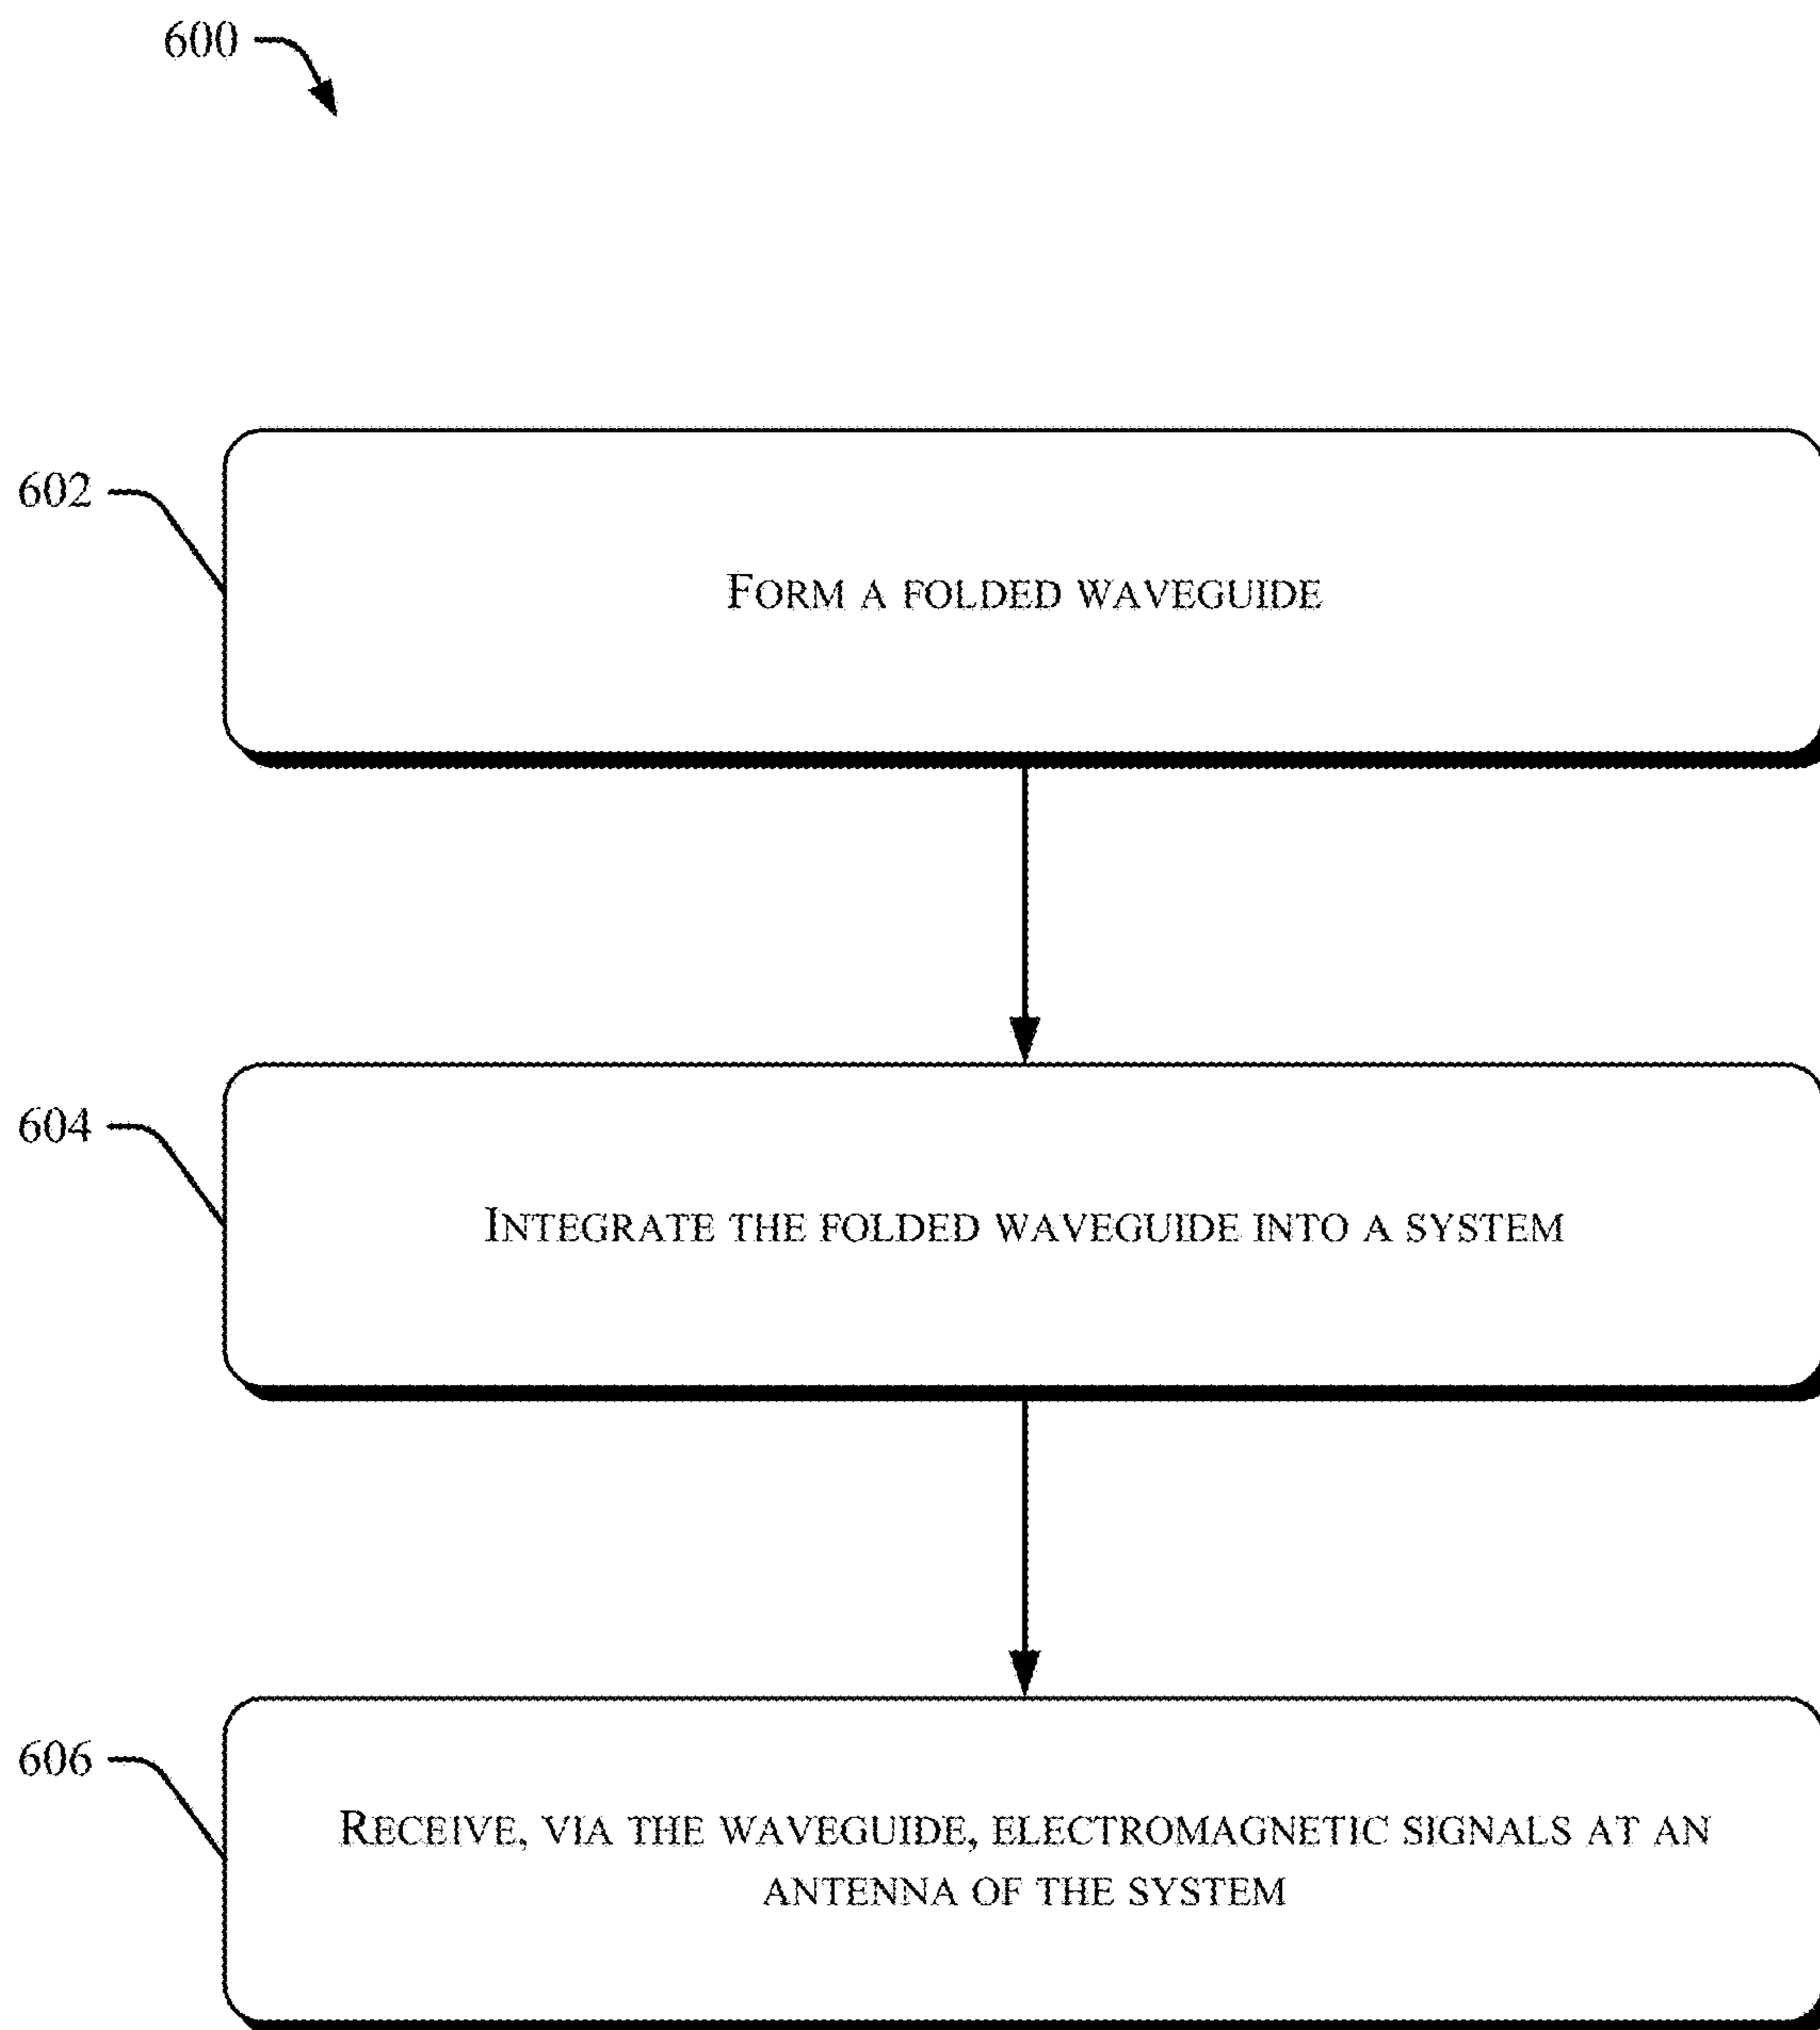 600
602
FORM A FOLDED WAVEGUIDE
604
INTEGRATE THE FOLDED WAVEGUIDE INTO A SYSTEM
606
RECEIVE, VIA THE WAVEGUIDE, ELECTROMAGNETIC SIGNALS AT AN
ANTENNA OF THE SYSTEM